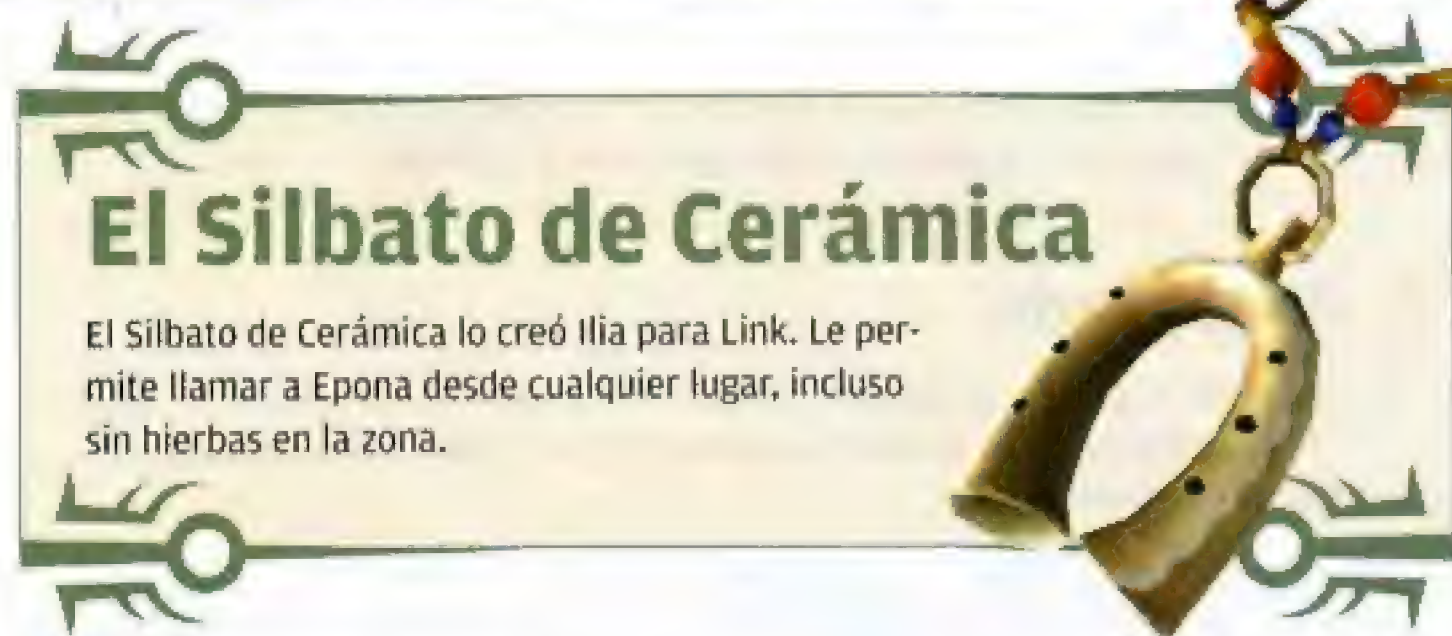 El Silbato de Cerámica
El Silbato de Cerámica lo creó Ilia para Link. Le per-
mite llamar a Epona desde cualquier lugar, incluso
sin hierbas en la zona.